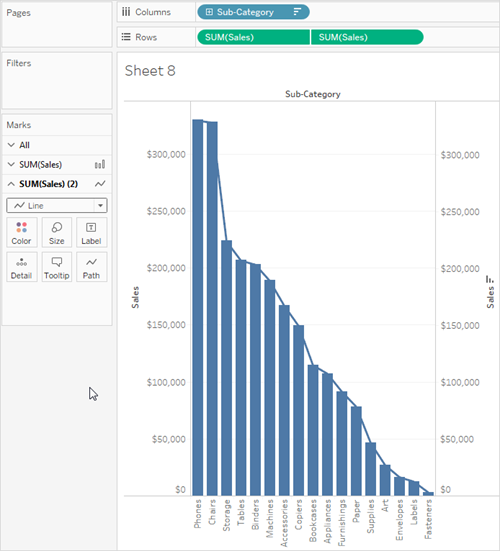 Pages
Columns
Sub-Category
Rows
SUM(Sales)
SUM(Sales)
Filters
Sheet 8
Sub-Category
Marks
All
SUM(Sales)
SUM(Sales) (2)
Line
Color
Size
Label
Detail
Tooltip
Path
Sales
$300,000
$250,000
$200,000
$150,000
$100,000
$50,000
$0
$300,000
$250,000
$200,000
$150,000
$100,000
$50,000
$0
Sales
Phones
Chairs
Storage
Tables
Binders
Machines
Accessories
Copiers
Bookcases
Appliances
Furnishings
Paper
Supplies
Art
Envelopes
Labels
Fasteners